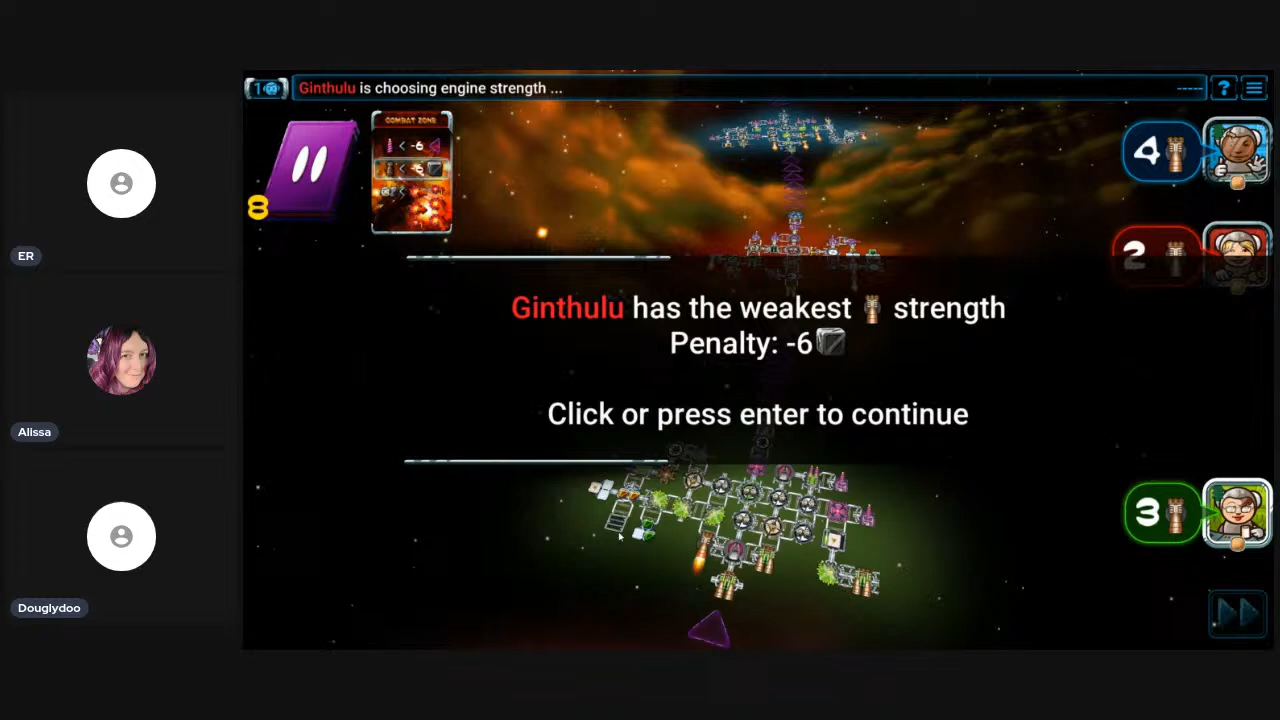 Ginthulu is choosing engine strength ...
?
COMBAT ZONE
< -6
8
4
2
Ginthulu has the weakest strength
Penalty: -6
Click or press enter to continue
3
ER
Alissa
Douglydoo